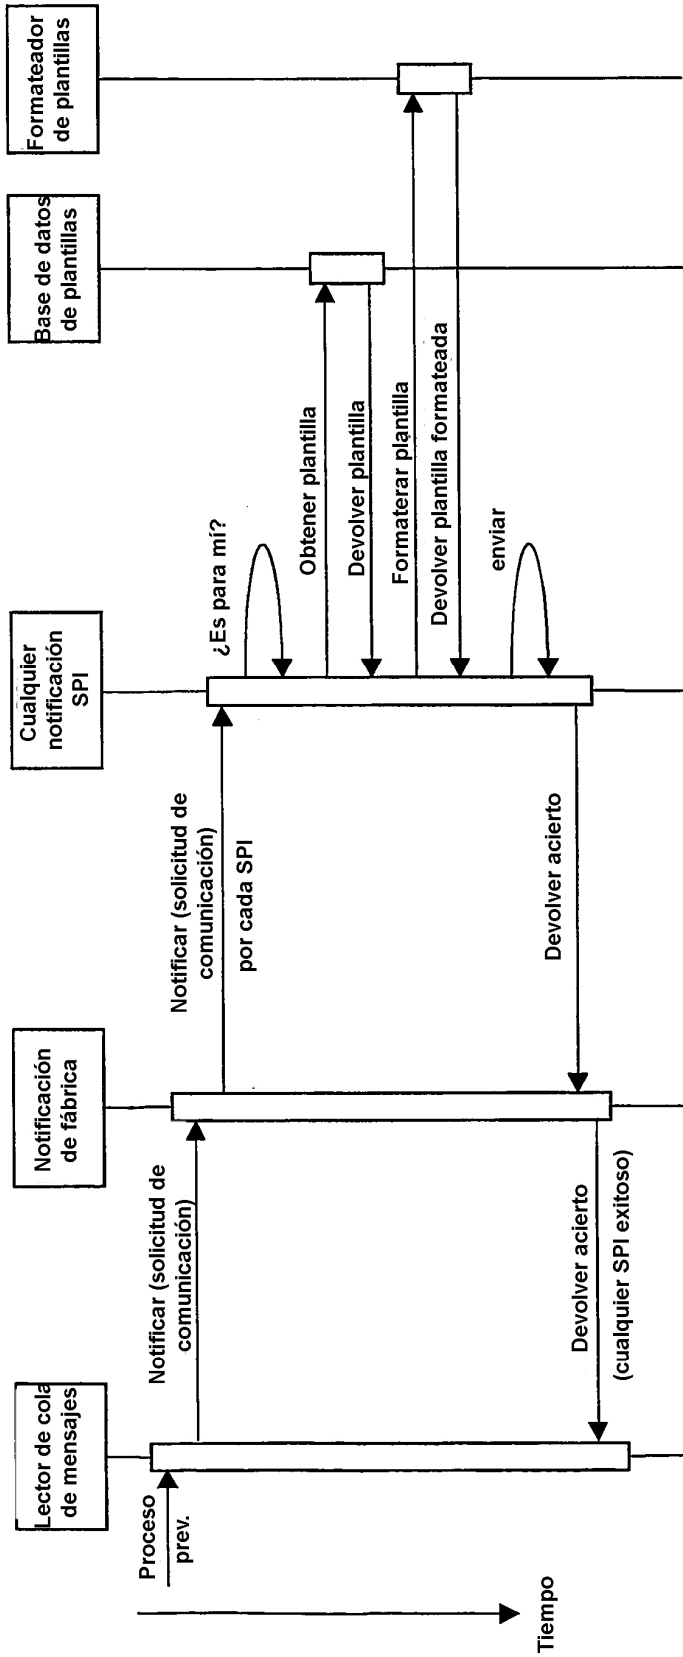 Lector de cola
de mensajes
Notificación
de fábrica
Cualquier
notificación
SPI
Base de datos
de plantillas
Formateador
de plantillas
Proceso
prev.
Notificar (solicitud de
comunicación)
Notificar (solicitud de
comunicación)
por cada SPI
¿Es para mí?
Obtener plantilla
Devolver plantilla
Formaterar plantilla
Devolver plantilla formateada
enviar
Devolver acierto
Devolver acierto
(cualquier SPI exitoso)
Tiempo